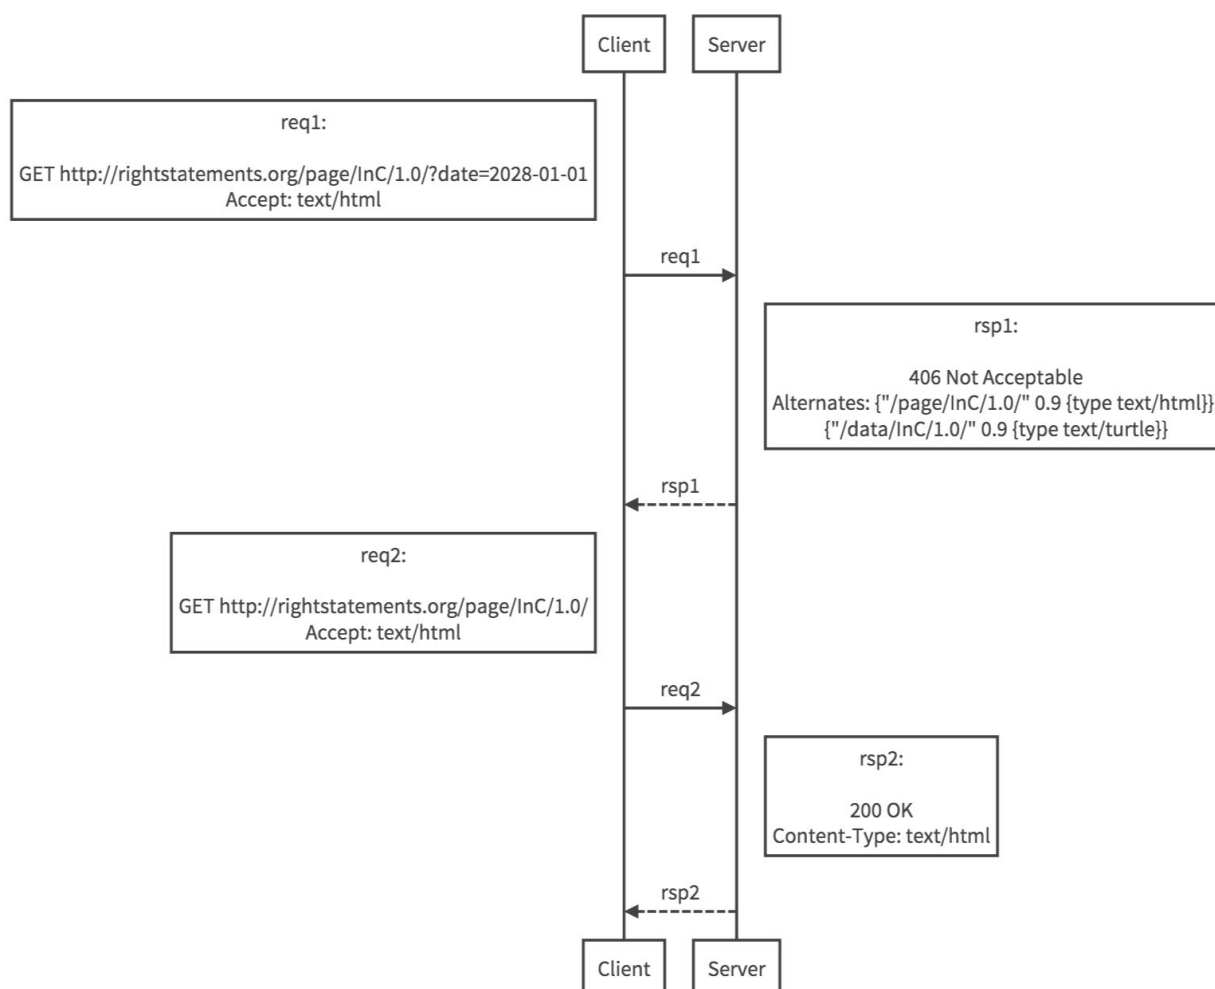 Client
Server
req1:
GET http://rightstatements.org/page/InC/1.0/?date=2028-01-01
Accept: text/html
req1
rsp1:
406 Not Acceptable
Alternates: {"/page/InC/1.0/" 0.9 {type text/html}}
{"/data/InC/1.0/" 0.9 {type text/turtle}}
rsp1
req2:
GET http://rightstatements.org/page/InC/1.0/
Accept: text/html
req2
rsp2:
200 OK
Content-Type: text/html
rsp2
Client
Server